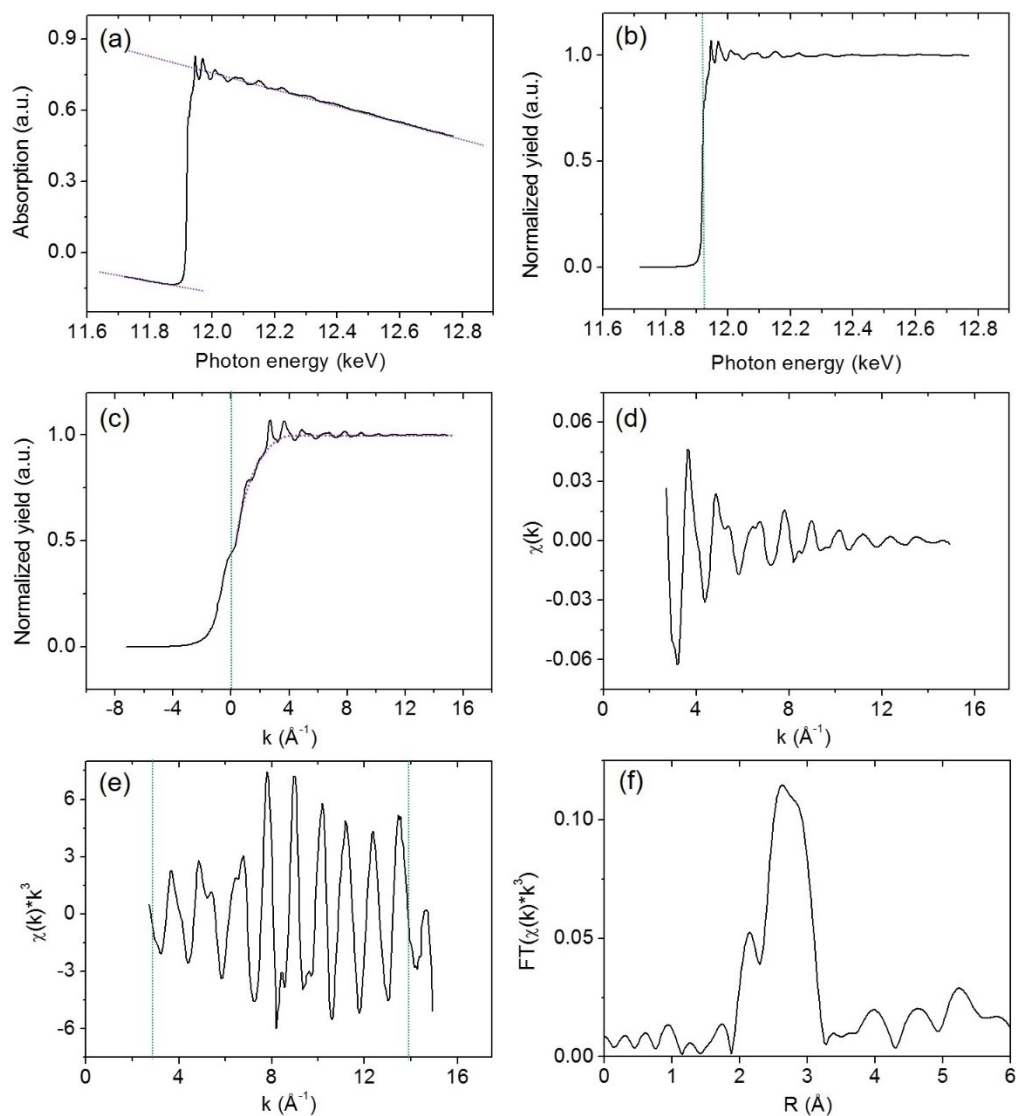 (a)
Absorption (a.u.)
0.9
0.6
0.3
0.0
11.6 11.8 12.0 12.2 12.4 12.6 12.8
Photon energy (keV)
(b)
Normalized yield (a.u.)
1.0
0.5
0.0
11.6 11.8 12.0 12.2 12.4 12.6 12.8
Photon energy (keV)
(c)
Normalized yield (a.u.)
1.0
0.5
0.0
-8 -4 0 4 8 12 16
k (Å⁻¹)
(d)
χ(k)
0.06
0.03
0.00
-0.03
-0.06
0 4 8 12 16
k (Å⁻¹)
(e)
χ(k)*k³
6
3
0
-3
-6
0 4 8 12 16
k (Å⁻¹)
(f)
FT(χ(k)*k³)
0.10
0.05
0.00
0 1 2 3 4 5 6
R (Å)